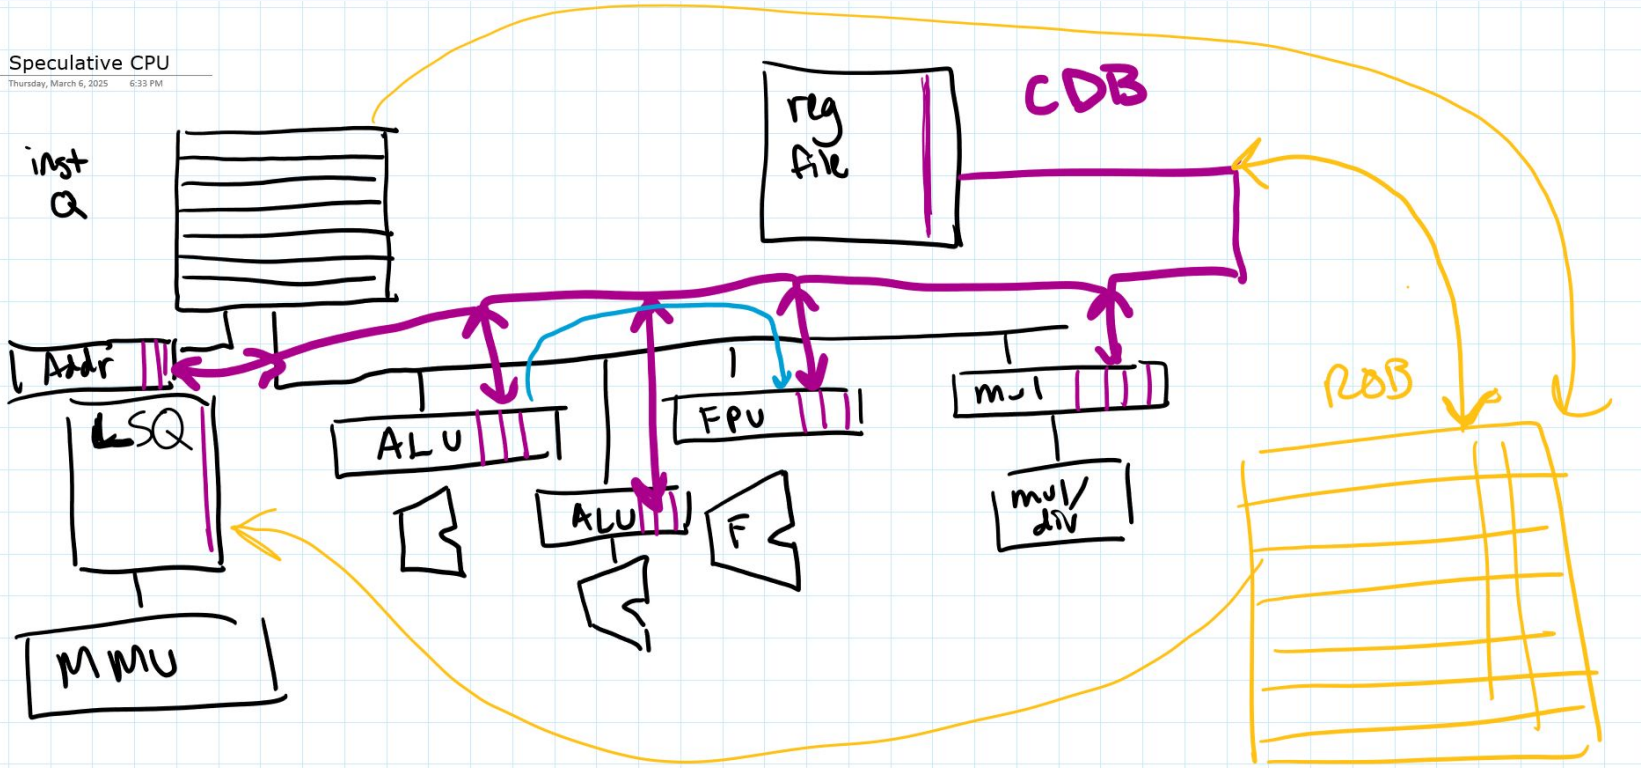 Speculative CPU
Thursday, March 6, 2025 6:33 PM
inst
Q
reg
file
CDB
Addr
LSQ
ALU
FPU
mul
ROB
ALU
F
mul/
div
MMU